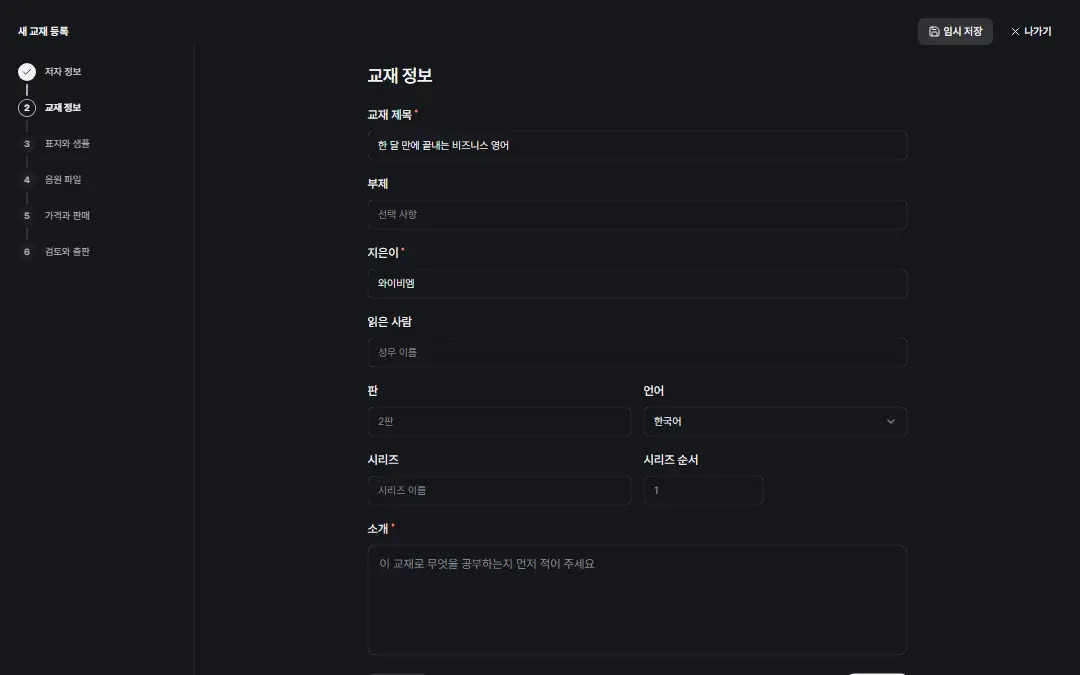 새 교재 등록
임시 저장
나가기
저자 정보
2 교재 정보
3 표지와 샘플
4 음원 파일
5 가격과 판매
6 검토와 출판
교재 정보
교재 제목 *
한 달 만에 끝내는 비즈니스 영어
부제
선택 사항
지은이 *
와이비엠
읽은 사람
성우 이름
판
2판
언어
한국어
시리즈
시리즈 이름
시리즈 순서
1
소개 *
이 교재로 무엇을 공부하는지 먼저 적어 주세요